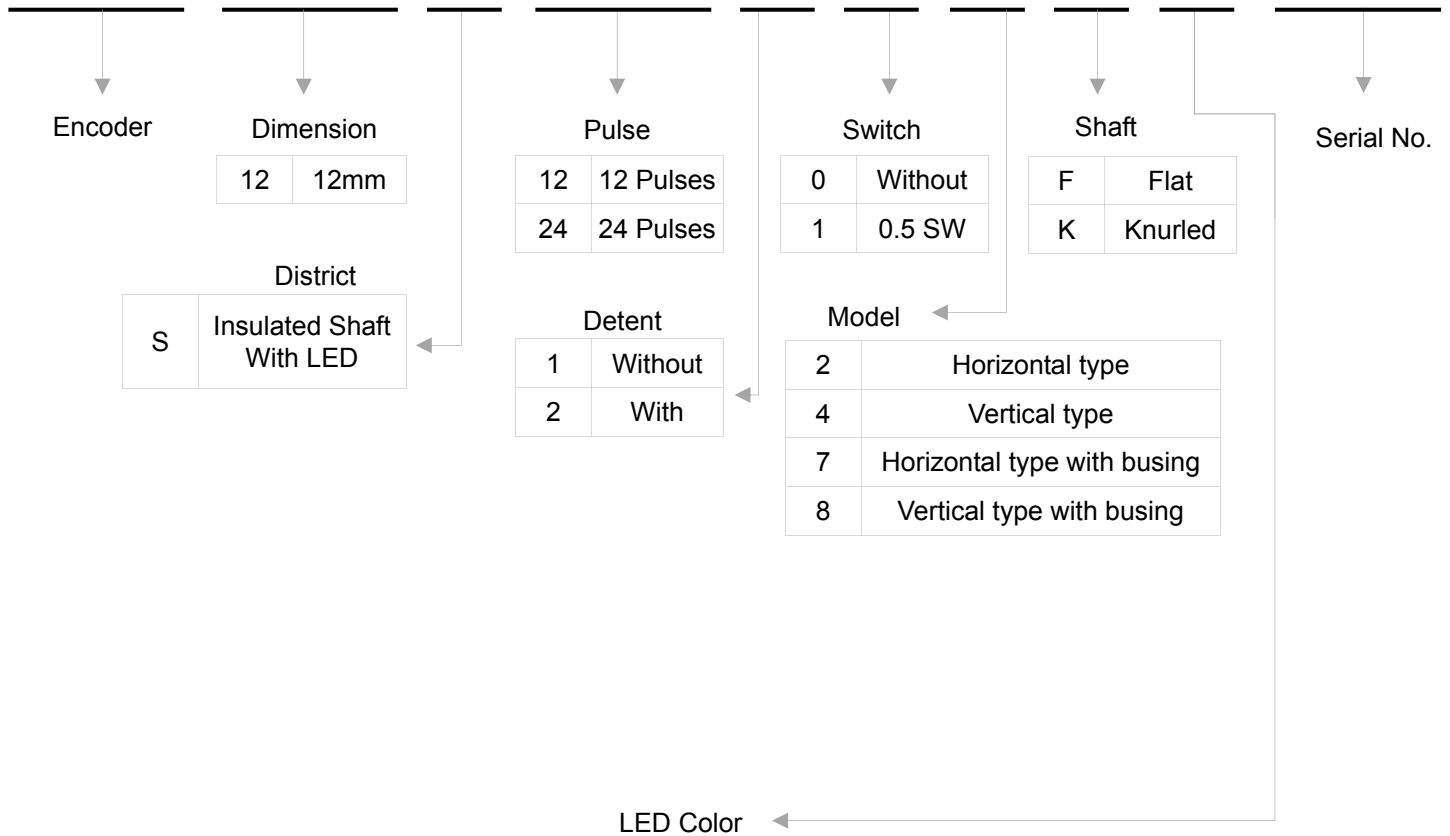 Encoder
Dimension
Pulse
Switch
Shaft
Serial No.
12 12mm
12 12 Pulses
24 24 Pulses
0 Without
1 0.5 SW
F Flat
K Knurled
District
S Insulated Shaft
With LED
Detent
1 Without
2 With
Model
2 Horizontal type
4 Vertical type
7 Horizontal type with busing
8 Vertical type with busing
LED Color